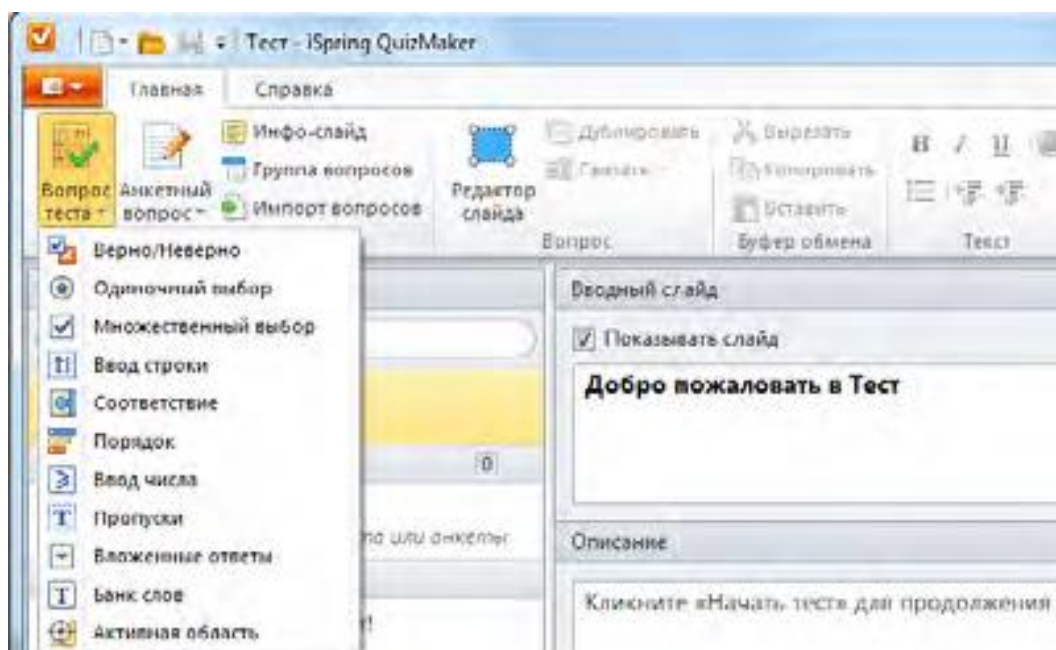 Тест - iSpring QuizMaker
Главная Справка
Вопрос теста
Анкетный вопрос
Инфо-слайд
Группа вопросов
Импорт вопросов
Редактор слайда
Дублировать
Связать
Вопрос
Вырезать
Копировать
Вставить
Буфер обмена
Текст
Верно/Неверно
Одиночный выбор
Множественный выбор
Ввод строки
Соответствие
Порядок
Ввод числа
Пропуски
Вложенные ответы
Банк слов
Активная область
0
или анкеты
Вводный слайд
Показывать слайд
Добро пожаловать в Тест
Описание
Кликните «Начать тест» для продолжения